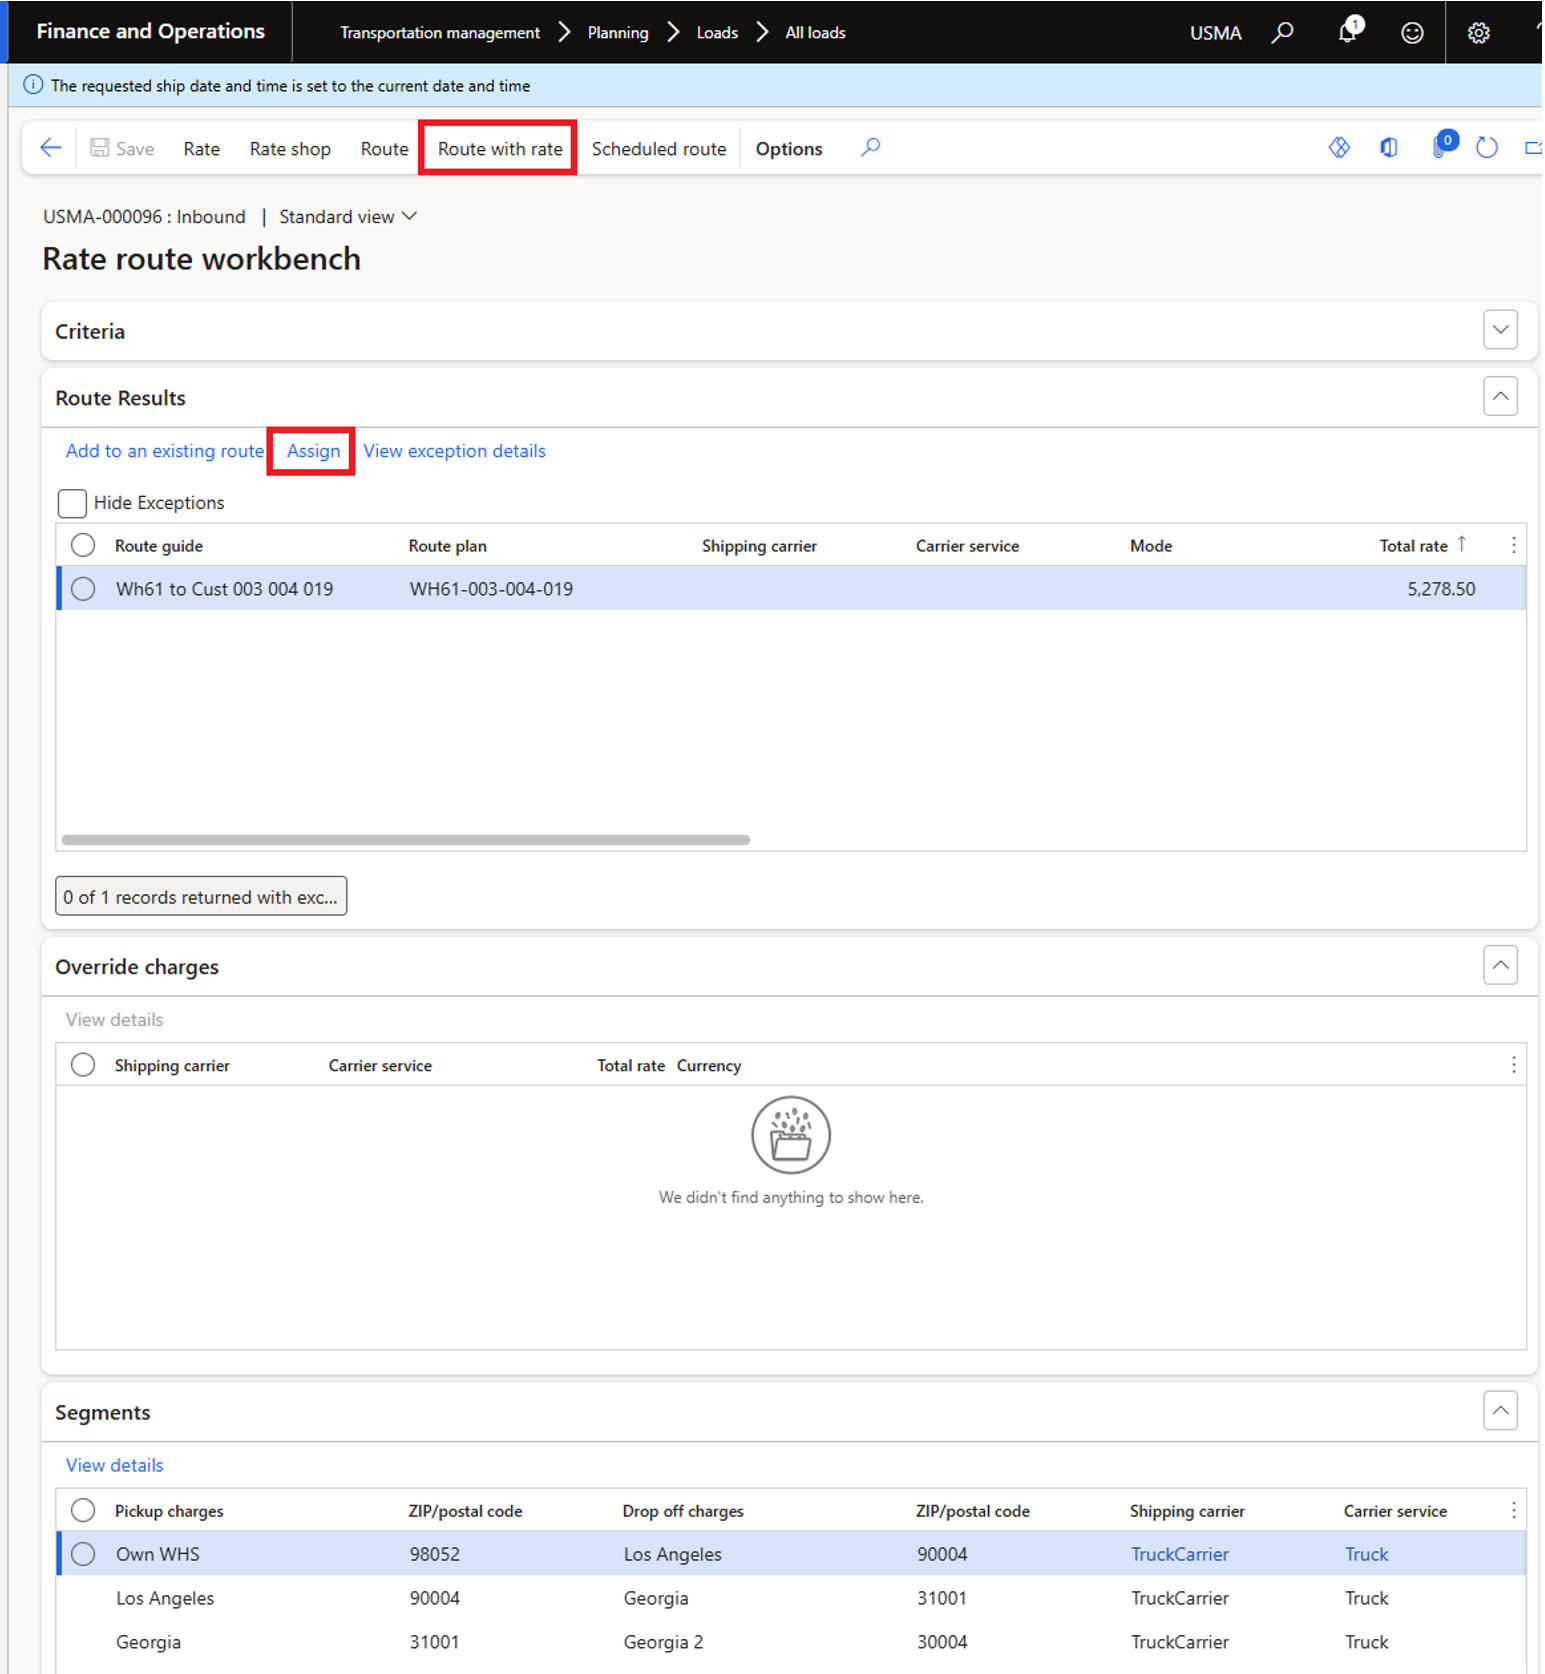 Finance and Operations
Transportation management > Planning > Loads > All loads
USMA
1
The requested ship date and time is set to the current date and time
Save Rate Rate shop Route Route with rate Scheduled route Options
0
USMA-000096 : Inbound | Standard view
Rate route workbench
Criteria
Route Results
Add to an existing route Assign View exception details
Hide Exceptions
Route guide Route plan Shipping carrier Carrier service Mode Total rate ↑
Wh61 to Cust 003 004 019 WH61-003-004-019 5,278.50
0 of 1 records returned with exc...
Override charges
View details
Shipping carrier Carrier service Total rate Currency
We didn't find anything to show here.
Segments
View details
Pickup charges ZIP/postal code Drop off charges ZIP/postal code Shipping carrier Carrier service
Own WHS 98052 Los Angeles 90004 TruckCarrier Truck
Los Angeles 90004 Georgia 31001 TruckCarrier Truck
Georgia 31001 Georgia 2 30004 TruckCarrier Truck